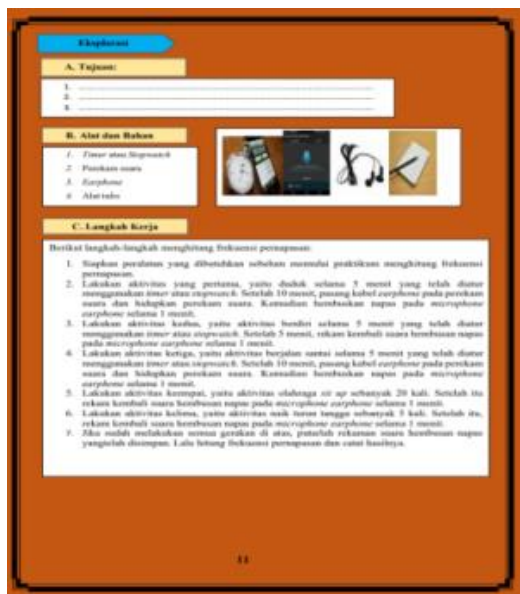 Eksplorasi
A. Tujuan:
1.
2.
3.
B. Alat dan Bahan
1. Timer atau Stopwatch
2. Perekam suara
3. Earphone
4. Alat tulis
C. Langkah Kerja
Berikut langkah-langkah menghitung frekuensi pernapasan:
1. Siapkan peralatan yang dibutuhkan sebelum memulai praktikum menghitung frekuensi
pernapasan.
2. Lakukan aktivitas yang pertama, yaitu duduk selama 5 menit yang telah diatur
menggunakan timer atau stopwatch. Setelah 10 menit, pasang kabel earphone pada perekam
suara dan hidupkan perekam suara. Kemudian hembuskan napas pada microphone
earphone selama 1 menit.
3. Lakukan aktivitas kedua, yaitu aktivitas berdiri selama 5 menit yang telah diatur
menggunakan timer atau stopwatch. Setelah 5 menit, rekam kembali suara hembusan napas
pada microphone earphone selama 1 menit.
4. Lakukan aktivitas ketiga, yaitu aktivitas berjalan santai selama 5 menit yang telah diatur
menggunakan timer atau stopwatch. Setelah 10 menit, pasang kabel earphone pada perekam
suara dan hidupkan perekam suara. Kemudian hembuskan napas pada microphone
earphone selama 1 menit.
5. Lakukan aktivitas keempat, yaitu aktivitas olahraga sit up sebanyak 20 kali. Setelah itu
rekam kembali suara hembusan napas pada microphone earphone selama 1 menit.
6. Lakukan aktivitas kelima, yaitu aktivitas naik turun tangga sebanyak 5 kali. Setelah itu,
rekam kembali suara hembusan napas pada microphone earphone selama 1 menit.
7. Jika sudah melakukan semua gerakan di atas, putarlah rekaman suara hembusan napas
yangtelah disimpan. Lalu hitung frekuensi pernapasan dan catat hasilnya.
11